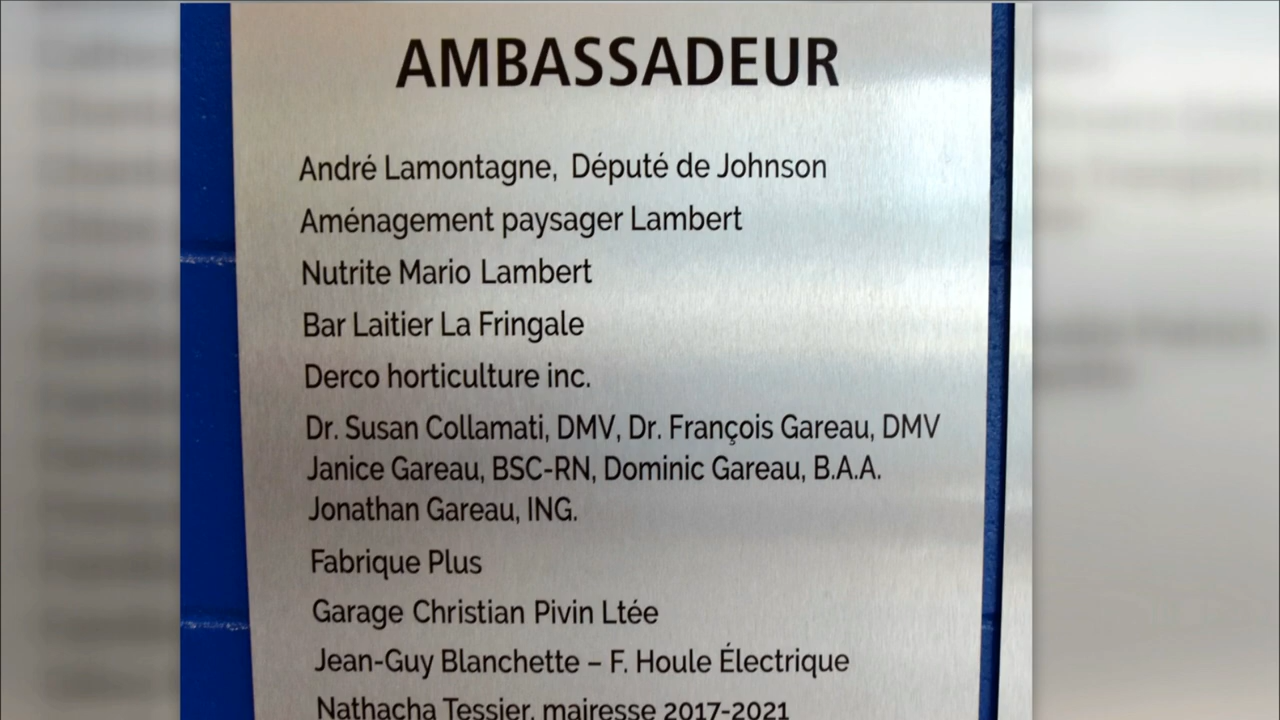 AMBASSADEUR
André Lamontagne, Député de Johnson
Aménagement paysager Lambert
Nutrite Mario Lambert
Bar Laitier La Fringale
Derco horticulture inc.
Dr. Susan Collamati, DMV, Dr. François Gareau, DMV
Janice Gareau, BSC-RN, Dominic Gareau, B.A.A.
Jonathan Gareau, ING.
Fabrique Plus
Garage Christian Pivin Ltée
Jean-Guy Blanchette – F. Houle Électrique
Nathacha Tessier, mairesse 2017-2021